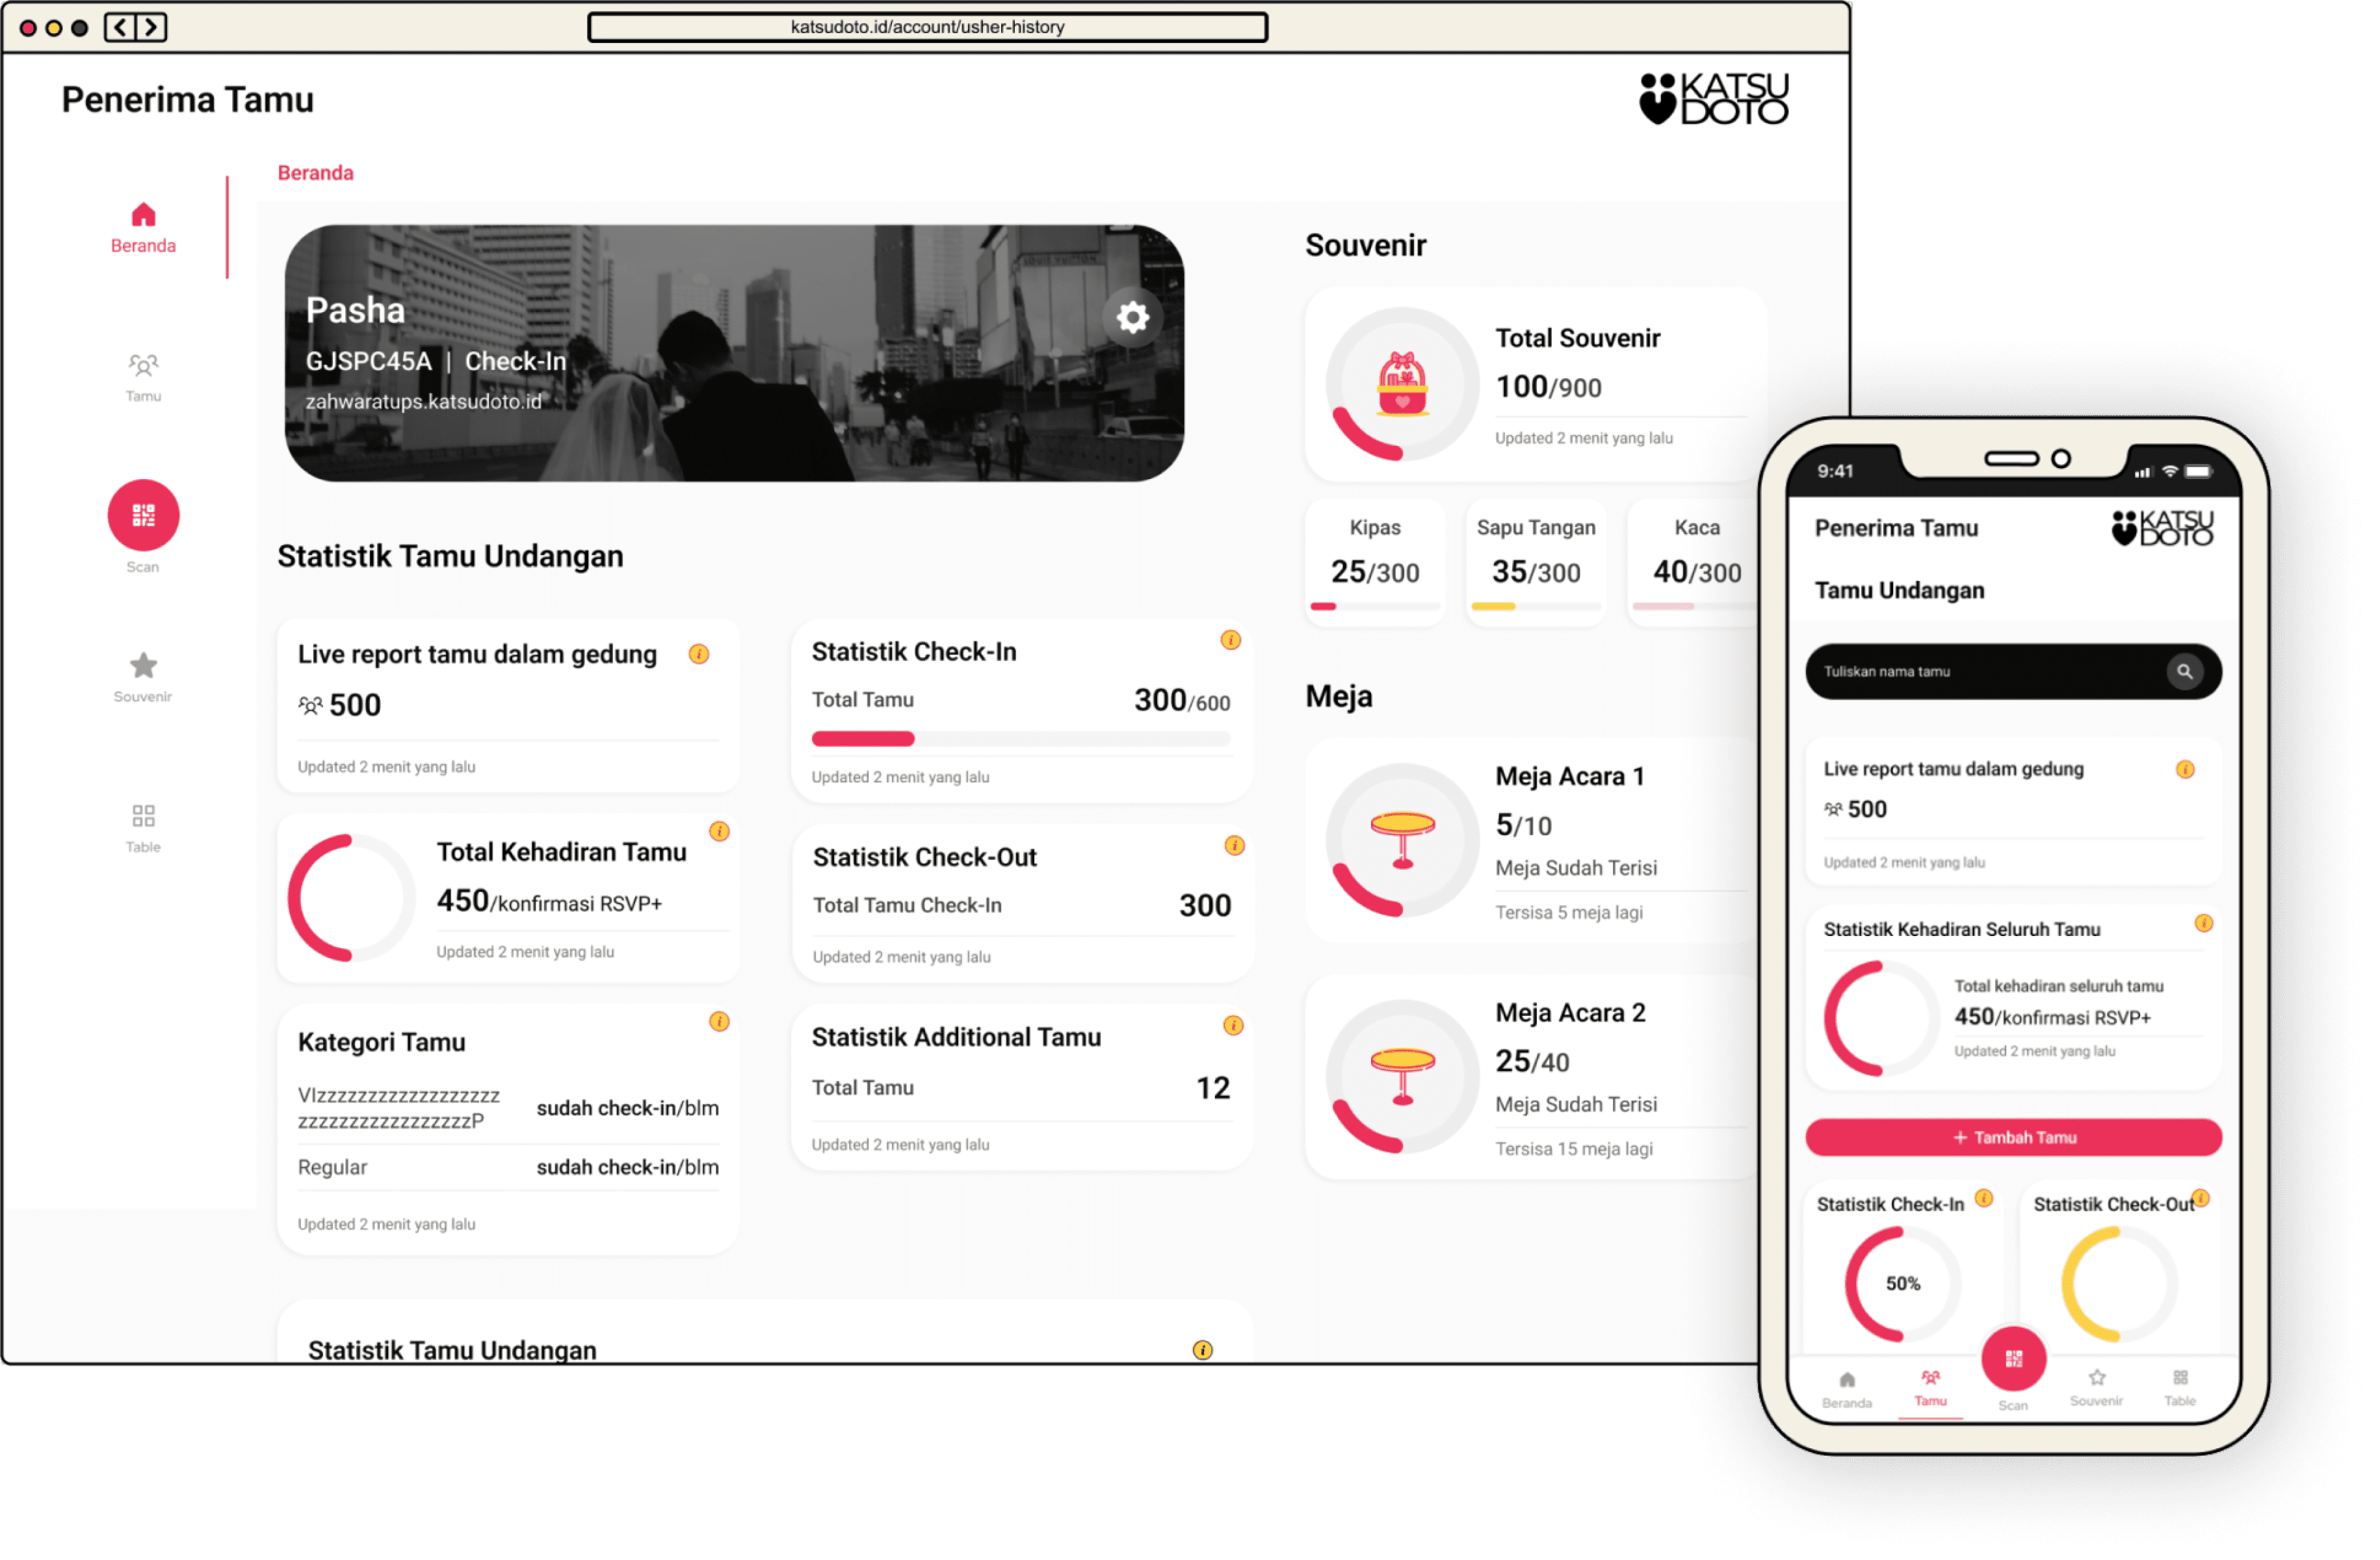 katsudoto.id/account/usher-history
Penerima Tamu
KATSU
DOTO
Beranda
Beranda
Tamu
Scan
Souvenir
Table
Pasha
GJSPC45A | Check-In
zahwaratups.katsudoto.id
LOUIS VUITTON
Statistik Tamu Undangan
Live report tamu dalam gedung
500
Updated 2 menit yang lalu
Total Kehadiran Tamu
450/konfirmasi RSVP+
Updated 2 menit yang lalu
Kategori Tamu
VIzzzzzzzzzzzzzzzzzz
zzzzzzzzzzzzzzzzzP
sudah check-in/blm
Regular
sudah check-in/blm
Updated 2 menit yang lalu
Statistik Check-In
Total Tamu
300/600
Updated 2 menit yang lalu
Statistik Check-Out
Total Tamu Check-In
300
Updated 2 menit yang lalu
Statistik Additional Tamu
Total Tamu
12
Updated 2 menit yang lalu
Statistik Tamu Undangan
Souvenir
Total Souvenir
100/900
Updated 2 menit yang lalu
Kipas
25/300
Sapu Tangan
35/300
Kaca
40/300
Meja
Meja Acara 1
5/10
Meja Sudah Terisi
Tersisa 5 meja lagi
Meja Acara 2
25/40
Meja Sudah Terisi
Tersisa 15 meja lagi
9:41
Penerima Tamu
KATSU
DOTO
Tamu Undangan
Tuliskan nama tamu
Live report tamu dalam gedung
500
Updated 2 menit yang lalu
Statistik Kehadiran Seluruh Tamu
Total kehadiran seluruh tamu
450/konfirmasi RSVP+
Updated 2 menit yang lalu
+ Tambah Tamu
Statistik Check-In
50%
Statistik Check-Out
Beranda
Tamu
Scan
Souvenir
Table